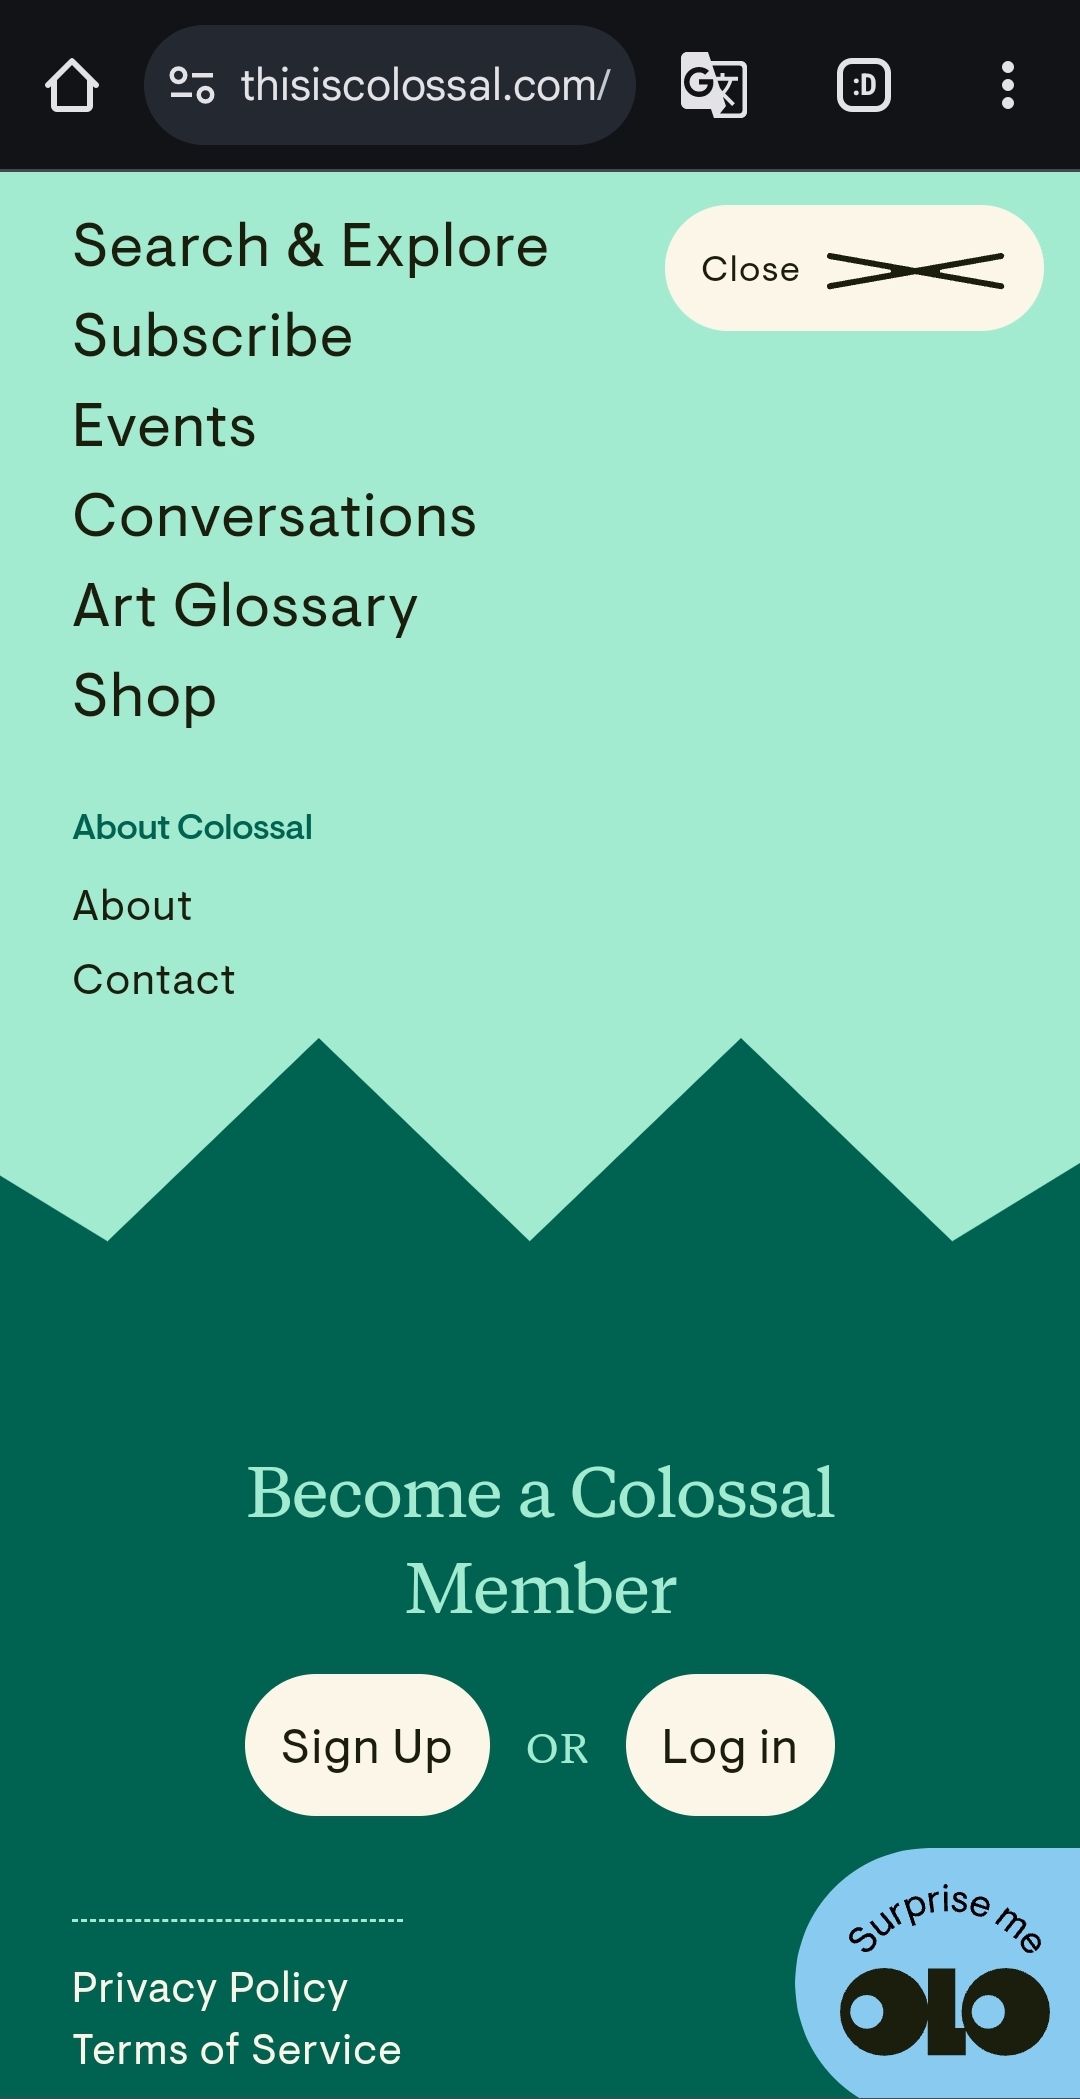 thisiscolossal.com/
:D
Search & Explore
Close
Subscribe
Events
Conversations
Art Glossary
Shop
About Colossal
About
Contact
Become a Colossal
Member
Sign Up OR Log in
Surprise me
Privacy Policy
Terms of Service